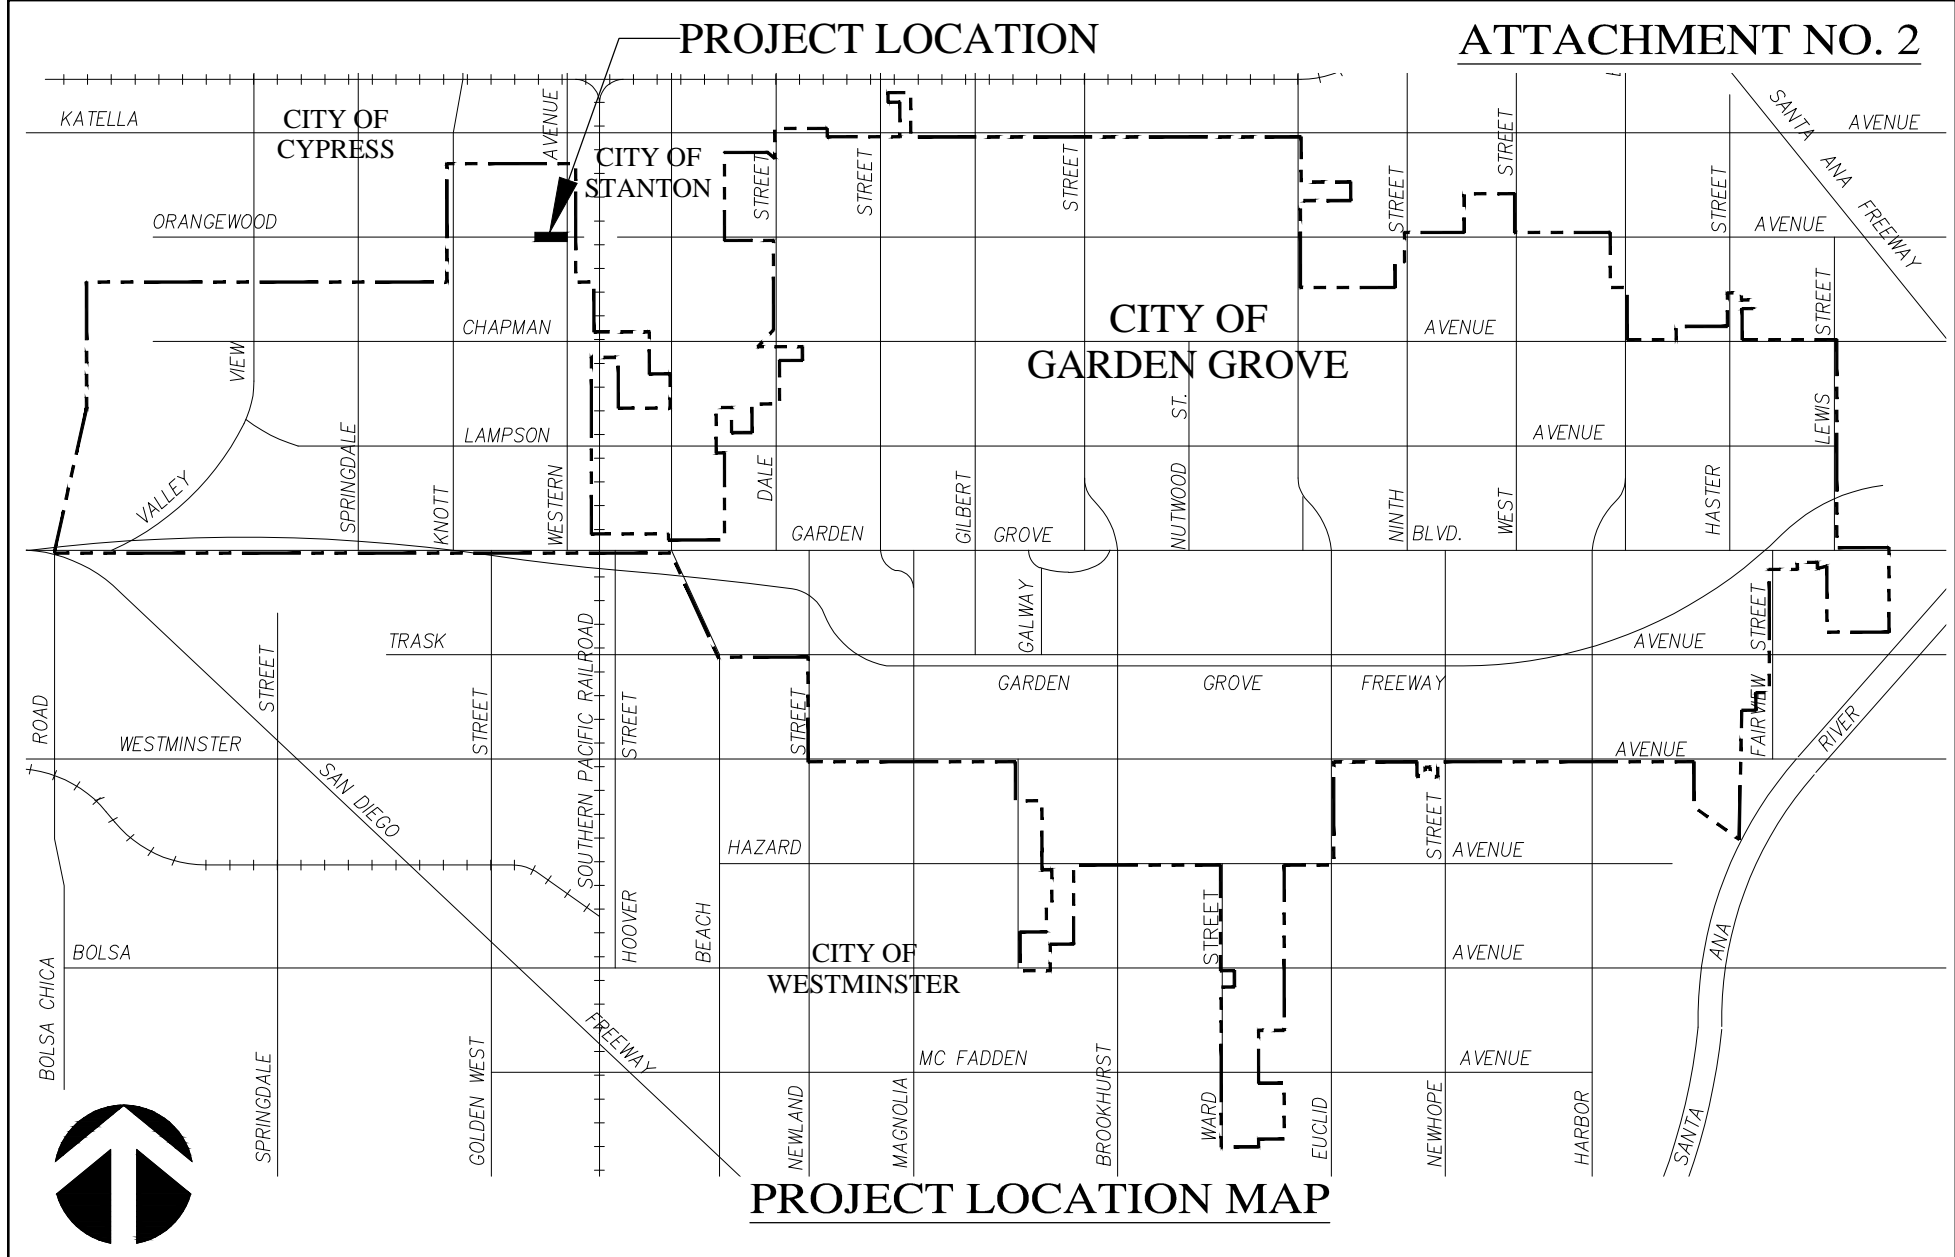 PROJECT LOCATION
ATTACHMENT NO. 2
KATELLA
CITY OF
CYPRESS
AVENUE
CITY OF
STANTON
STREET
STREET
STREET
STREET
STREET
STREET
SANTA ANA FREEWAY
AVENUE
ORANGEWOOD
AVENUE
CHAPMAN
CITY OF
GARDEN GROVE
AVENUE
STREET
VIEW
VALLEY
LAMPSON
ST.
AVENUE
LEWIS
SPRINGDALE
KNOTT
WESTERN
DALE
GILBERT
NUTWOOD
NINTH
WEST
HASTER
GARDEN
GROVE
BLVD.
GALWAY
TRASK
AVENUE
STREET
FAIRVIEW
GARDEN
GROVE
FREEWAY
ROAD
STREET
STREET
SOUTHERN PACIFIC RAILROAD
STREET
STREET
WESTMINSTER
AVENUE
RIVER
SAN DIEGO
HAZARD
STREET
AVENUE
BOLSA
HOOVER
BEACH
CITY OF
WESTMINSTER
STREET
AVENUE
ANA
BOLSA CHICA
FREEWAY
MC FADDEN
AVENUE
SPRINGDALE
GOLDEN WEST
NEWLAND
MAGNOLIA
BROOKHURST
WARD
EUCLID
NEWHOPE
HARBOR
SANTA
PROJECT LOCATION MAP